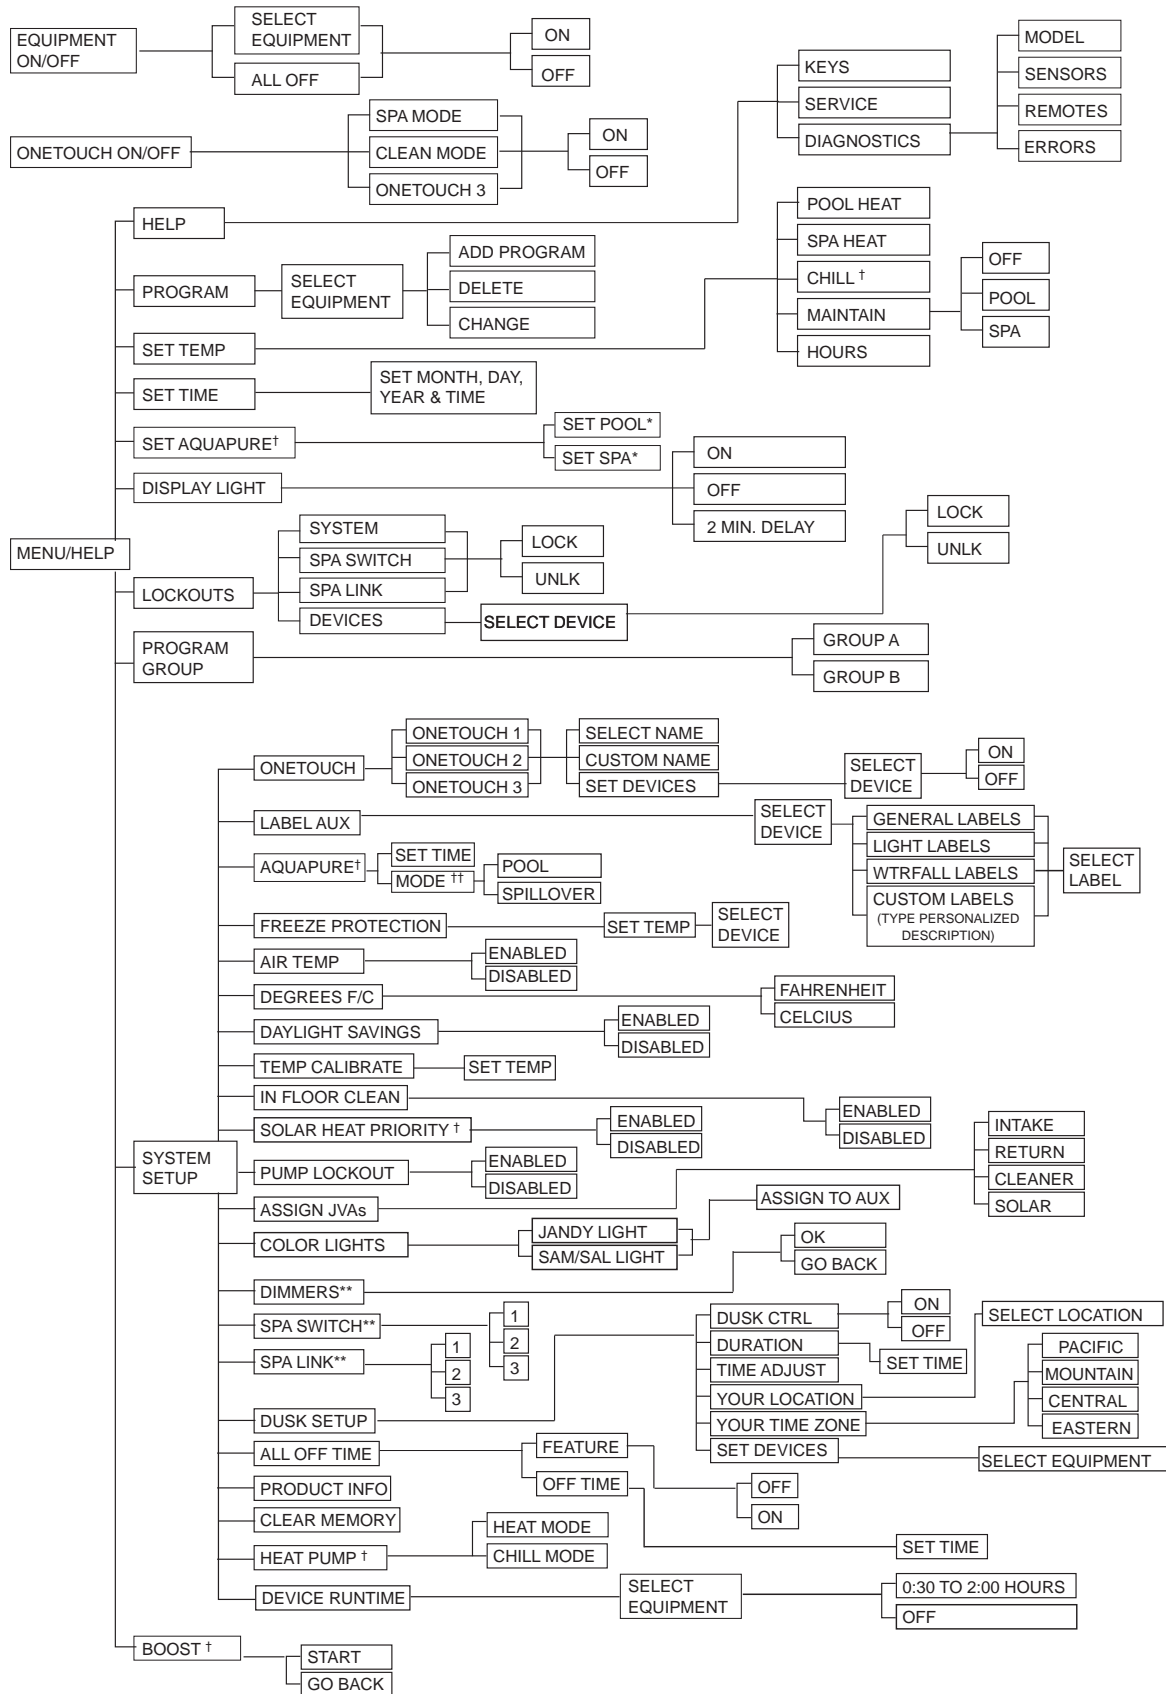 EQUIPMENT
ON/OFF
SELECT
EQUIPMENT
ALL OFF
ON
OFF
ONETOUCH ON/OFF
SPA MODE
CLEAN MODE
ONETOUCH 3
ON
OFF
MENU/HELP
HELP
KEYS
SERVICE
DIAGNOSTICS
MODEL
SENSORS
REMOTES
ERRORS
PROGRAM
SELECT
EQUIPMENT
ADD PROGRAM
DELETE
CHANGE
SET TEMP
POOL HEAT
SPA HEAT
CHILL †
MAINTAIN
HOURS
OFF
POOL
SPA
SET TIME
SET MONTH, DAY,
YEAR & TIME
SET AQUAPURE†
SET POOL*
SET SPA*
DISPLAY LIGHT
ON
OFF
2 MIN. DELAY
LOCKOUTS
SYSTEM
SPA SWITCH
SPA LINK
DEVICES
LOCK
UNLK
SELECT DEVICE
LOCK
UNLK
PROGRAM
GROUP
GROUP A
GROUP B
SYSTEM
SETUP
ONETOUCH
ONETOUCH 1
ONETOUCH 2
ONETOUCH 3
SELECT NAME
CUSTOM NAME
SET DEVICES
SELECT
DEVICE
ON
OFF
LABEL AUX
SELECT
DEVICE
GENERAL LABELS
LIGHT LABELS
WTRFALL LABELS
CUSTOM LABELS
(TYPE PERSONALIZED
DESCRIPTION)
SELECT
LABEL
AQUAPURE†
SET TIME
MODE ††
POOL
SPILLOVER
FREEZE PROTECTION
SET TEMP
SELECT
DEVICE
AIR TEMP
ENABLED
DISABLED
DEGREES F/C
FAHRENHEIT
CELCIUS
DAYLIGHT SAVINGS
ENABLED
DISABLED
TEMP CALIBRATE
SET TEMP
IN FLOOR CLEAN
ENABLED
DISABLED
SOLAR HEAT PRIORITY †
ENABLED
DISABLED
PUMP LOCKOUT
ENABLED
DISABLED
ASSIGN JVAs
INTAKE
RETURN
CLEANER
SOLAR
COLOR LIGHTS
JANDY LIGHT
SAM/SAL LIGHT
ASSIGN TO AUX
DIMMERS**
OK
GO BACK
SPA SWITCH**
1
2
3
SPA LINK**
1
2
3
DUSK SETUP
DUSK CTRL
DURATION
TIME ADJUST
YOUR LOCATION
YOUR TIME ZONE
SET DEVICES
ON
OFF
SET TIME
SELECT LOCATION
PACIFIC
MOUNTAIN
CENTRAL
EASTERN
SELECT EQUIPMENT
ALL OFF TIME
FEATURE
OFF TIME
OFF
ON
SET TIME
PRODUCT INFO
CLEAR MEMORY
HEAT PUMP †
HEAT MODE
CHILL MODE
DEVICE RUNTIME
SELECT
EQUIPMENT
0:30 TO 2:00 HOURS
OFF
BOOST †
START
GO BACK